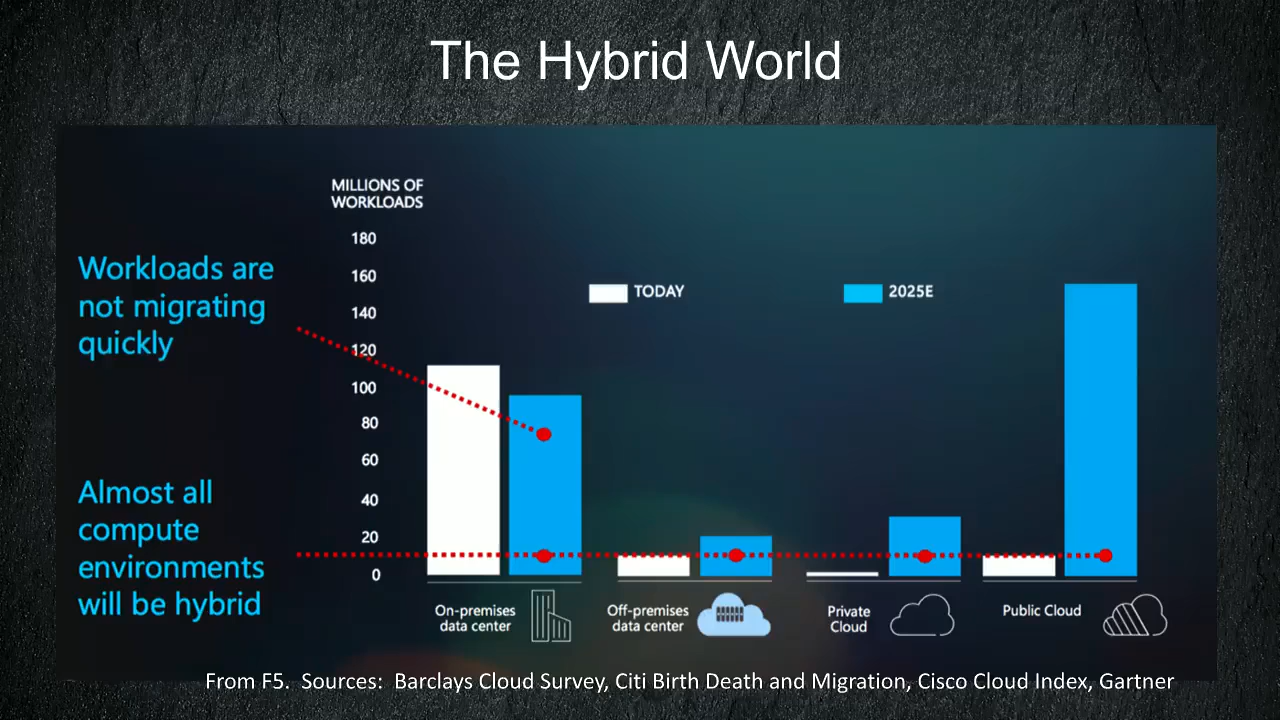 The Hybrid World
MILLIONS OF
WORKLOADS
180
160
140
120
100
80
60
40
20
0
Workloads are
not migrating
quickly
Almost all
compute
environments
will be hybrid
TODAY
2025E
On-premises
data center
Off-premises
data center
Private
Cloud
Public Cloud
From F5.  Sources:  Barclays Cloud Survey, Citi Birth Death and Migration, Cisco Cloud Index, Gartner